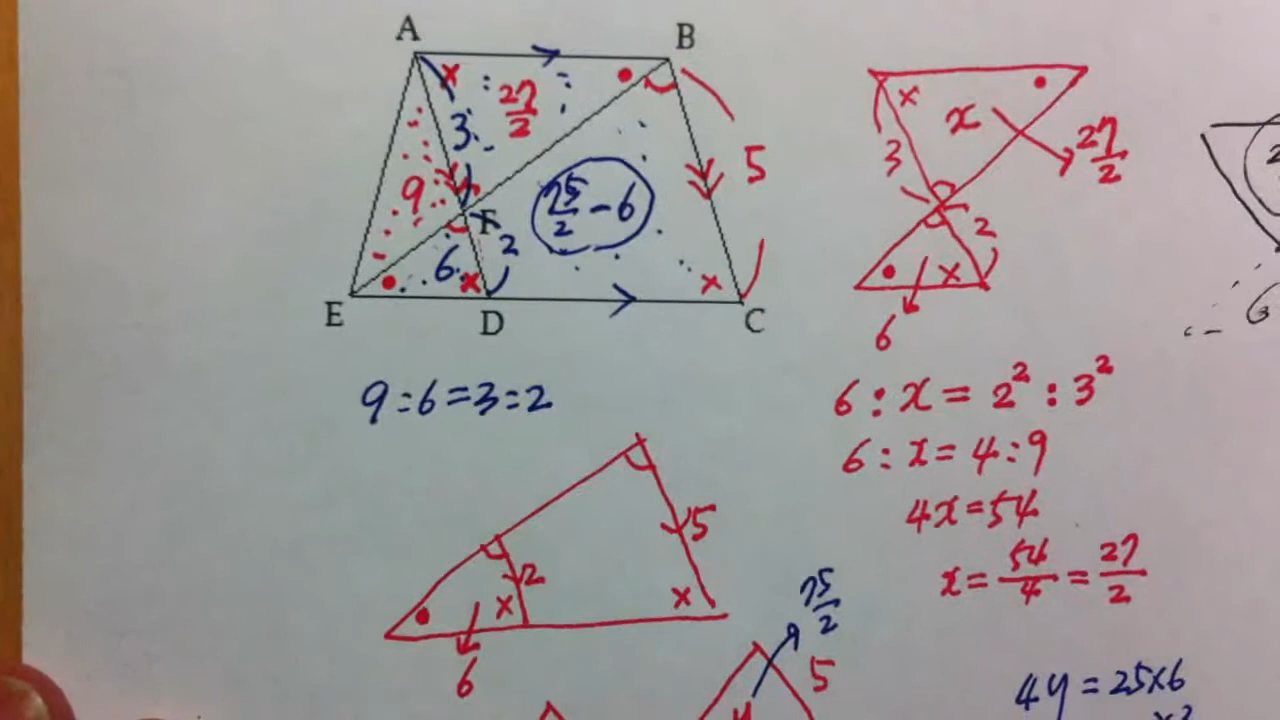 A
B
x
27/2
3
5
9
25/2 - 6
F
2
6
x
x
E
D
C
x
x
3
27/2
2
x
6
9 : 6 = 3 : 2
6 : x = 2² : 3²
6 : x = 4 : 9
4x = 54
x = 54/4 = 27/2
5
2
x
x
6
75/2
5
4y = 25×6